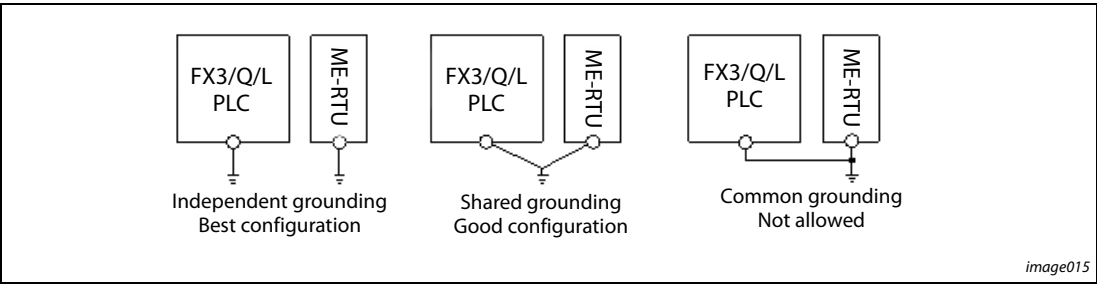 FX3/Q/L
PLC
ME-RTU
Independent grounding
Best configuration
FX3/Q/L
PLC
ME-RTU
Shared grounding
Good configuration
FX3/Q/L
PLC
ME-RTU
Common grounding
Not allowed
image015